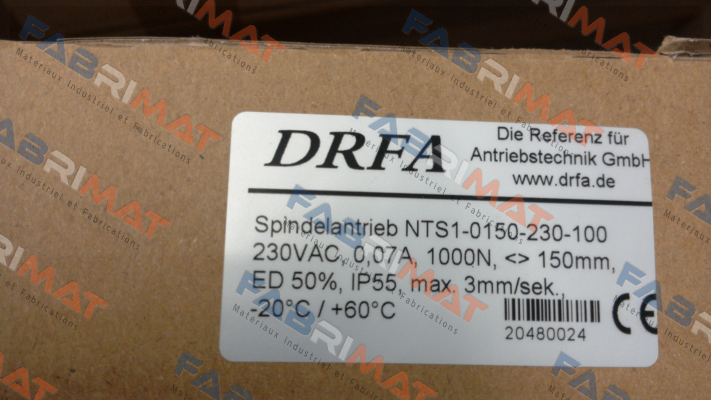 DRFA
Die Referenz für
Antriebstechnik GmbH
www.drfa.de
Spindelantrieb NTS1-0150-230-100
230VAC, 0,07A, 1000N, <> 150mm,
ED 50%, IP55, max. 3mm/sek.,
-20°C / +60°C
20480024
CE
FABRIMAT
Materiaux Industriel et Fabrications